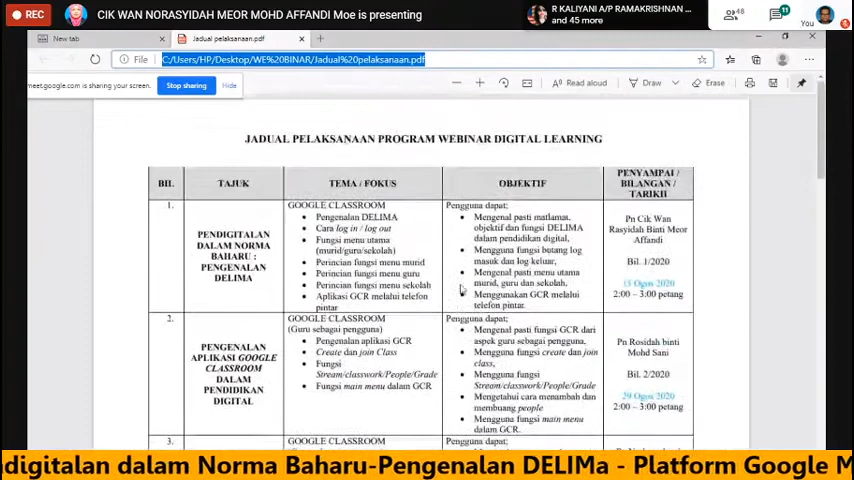 REC
CIK WAN NORASYIDAH MEOR MOHD AFFANDI Moe is presenting
R KALIYANI A/P RAMAKRISHNAN ...
and 45 more
48
11
New tab
Jadual pelaksanaan.pdf
File C:/Users/HP/Desktop/WE%20BINAR/Jadual%20pelaksanaan.pdf
meet.google.com is sharing your screen.
Stop sharing
Hide
Read aloud
Draw
Erase
JADUAL PELAKSANAAN PROGRAM WEBINAR DIGITAL LEARNING
BIL
TAJUK
TEMA / FOKUS
OBJEKTIF
PENYAMPAI /
BILANGAN /
TARIKH
1.
PENDIGITALAN
DALAM NORMA
BAHARU :
PENGENALAN
DELIMA
GOOGLE CLASSROOM
• Pengenalan DELIMA
• Cara log in / log out
• Fungsi menu utama
(murid/guru/sekolah)
• Perincian fungsi menu murid
• Perincian fungsi menu guru
• Perincian fungsi menu sekolah
• Aplikasi GCR melalui telefon
pintar
Pengguna dapat;
• Mengenal pasti matlamat,
objektif dan fungsi DELIMA
dalam pendidikan digital,
• Mengguna fungsi butang log
masuk dan log keluar,
• Mengenal pasti menu utama
murid, guru dan sekolah,
• Menggunakan GCR melalui
telefon pintar.
Pn Cik Wan
Rasyidah Binti Meor
Affandi
Bil. 1/2020
15 Ogos 2020
2:00 – 3:00 petang
2.
PENGENALAN
APLIKASI GOOGLE
CLASSROOM
DALAM
PENDIDIKAN
DIGITAL
GOOGLE CLASSROOM
(Guru sebagai pengguna)
• Pengenalan aplikasi GCR
• Create dan join Class
• Fungsi
Stream/classwork/People/Grade
• Fungsi main menu dalam GCR
Pengguna dapat;
• Mengenal pasti fungsi GCR dari
aspek guru sebagai pengguna,
• Mengguna fungsi create dan join
class,
• Mengguna fungsi
Stream/classwork/People/Grade
• Mengetahui cara menambah dan
membuang people
• Mengguna fungsi main menu
dalam GCR.
Pn Rosidah binti
Mohd Sani
Bil. 2/2020
29 Ogos 2020
2:00 – 3:00 petang
3.
GOOGLE CLASSROOM
Pengguna dapat;
digitalan dalam Norma Baharu-Pengenalan DELIMa - Platform Google M